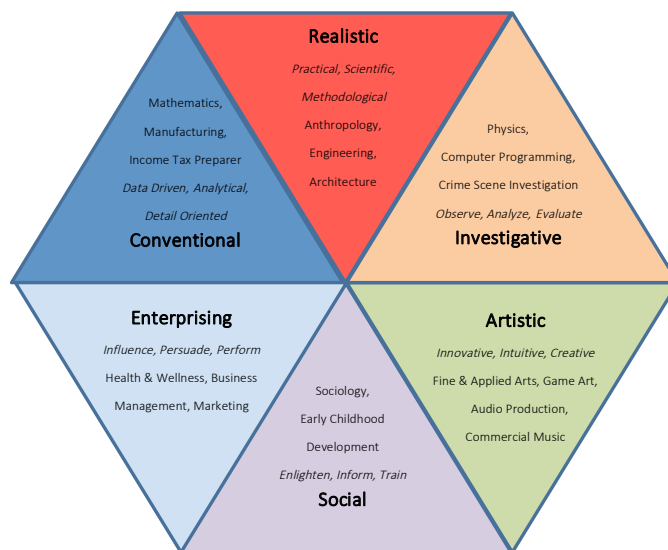 Realistic
Practical, Scientific,
Methodological
Anthropology,
Engineering,
Architecture
Mathematics,
Manufacturing,
Income Tax Preparer
Data Driven, Analytical,
Detail Oriented
Conventional
Physics,
Computer Programming,
Crime Scene Investigation
Observe, Analyze, Evaluate
Investigative
Enterprising
Influence, Persuade, Perform
Health & Wellness, Business
Management, Marketing
Sociology,
Early Childhood
Development
Enlighten, Inform, Train
Social
Artistic
Innovative, Intuitive, Creative
Fine & Applied Arts, Game Art,
Audio Production,
Commercial Music